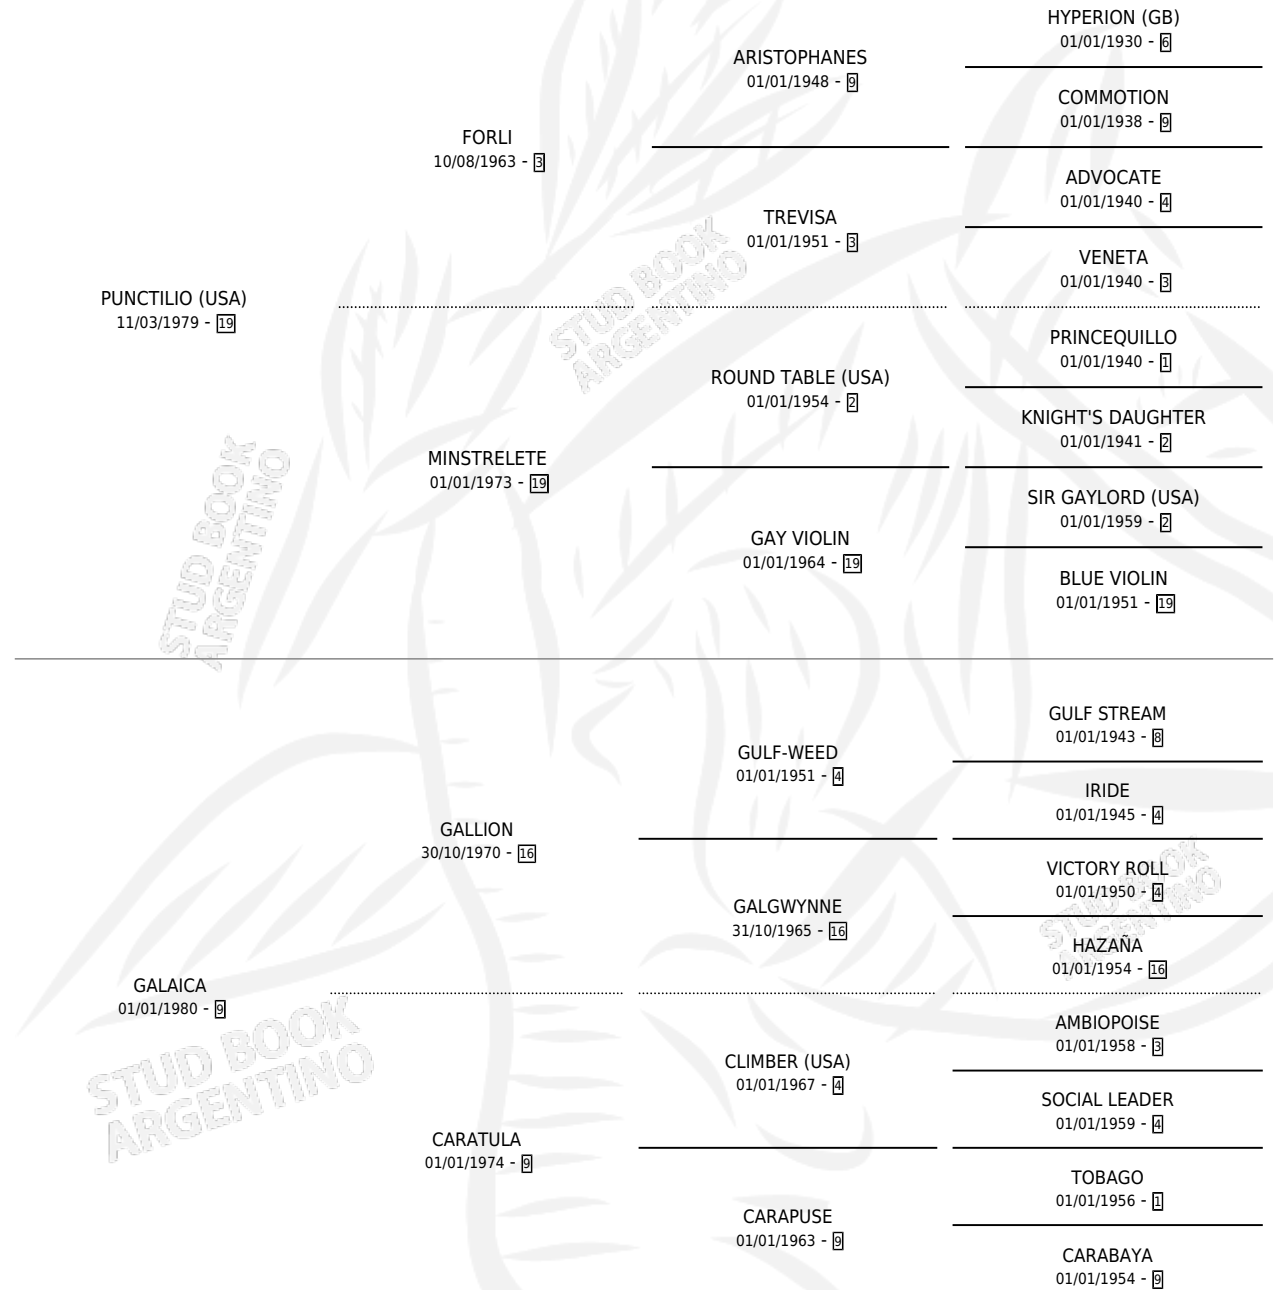 HYPERION (GB)
01/01/1930 - 6
ARISTOPHANES
01/01/1948 - 9
COMMOTION
01/01/1938 - 9
FORLI
10/08/1963 - 3
ADVOCATE
01/01/1940 - 4
TREVISA
01/01/1951 - 3
VENETA
01/01/1940 - 3
PUNCTILIO (USA)
11/03/1979 - 19
PRINCEQUILLO
01/01/1940 - 1
ROUND TABLE (USA)
01/01/1954 - 2
KNIGHT'S DAUGHTER
01/01/1941 - 2
MINSTRELETE
01/01/1973 - 19
SIR GAYLORD (USA)
01/01/1959 - 2
GAY VIOLIN
01/01/1964 - 19
BLUE VIOLIN
01/01/1951 - 19
GULF STREAM
01/01/1943 - 8
GULF-WEED
01/01/1951 - 4
IRIDE
01/01/1945 - 4
GALLION
30/10/1970 - 16
VICTORY ROLL
01/01/1950 - 4
GALGWYNNE
31/10/1965 - 16
HAZAÑA
01/01/1954 - 16
GALAICA
01/01/1980 - 9
AMBIOPOISE
01/01/1958 - 3
CLIMBER (USA)
01/01/1967 - 4
SOCIAL LEADER
01/01/1959 - 4
CARATULA
01/01/1974 - 9
TOBAGO
01/01/1956 - 1
CARAPUSE
01/01/1963 - 9
CARABAYA
01/01/1954 - 9
STUD BOOK
ARGENTINO
STUD BOOK
ARGENTINO
STUD BOOK
ARGENTINO
STUD BOOK
ARGENTINO